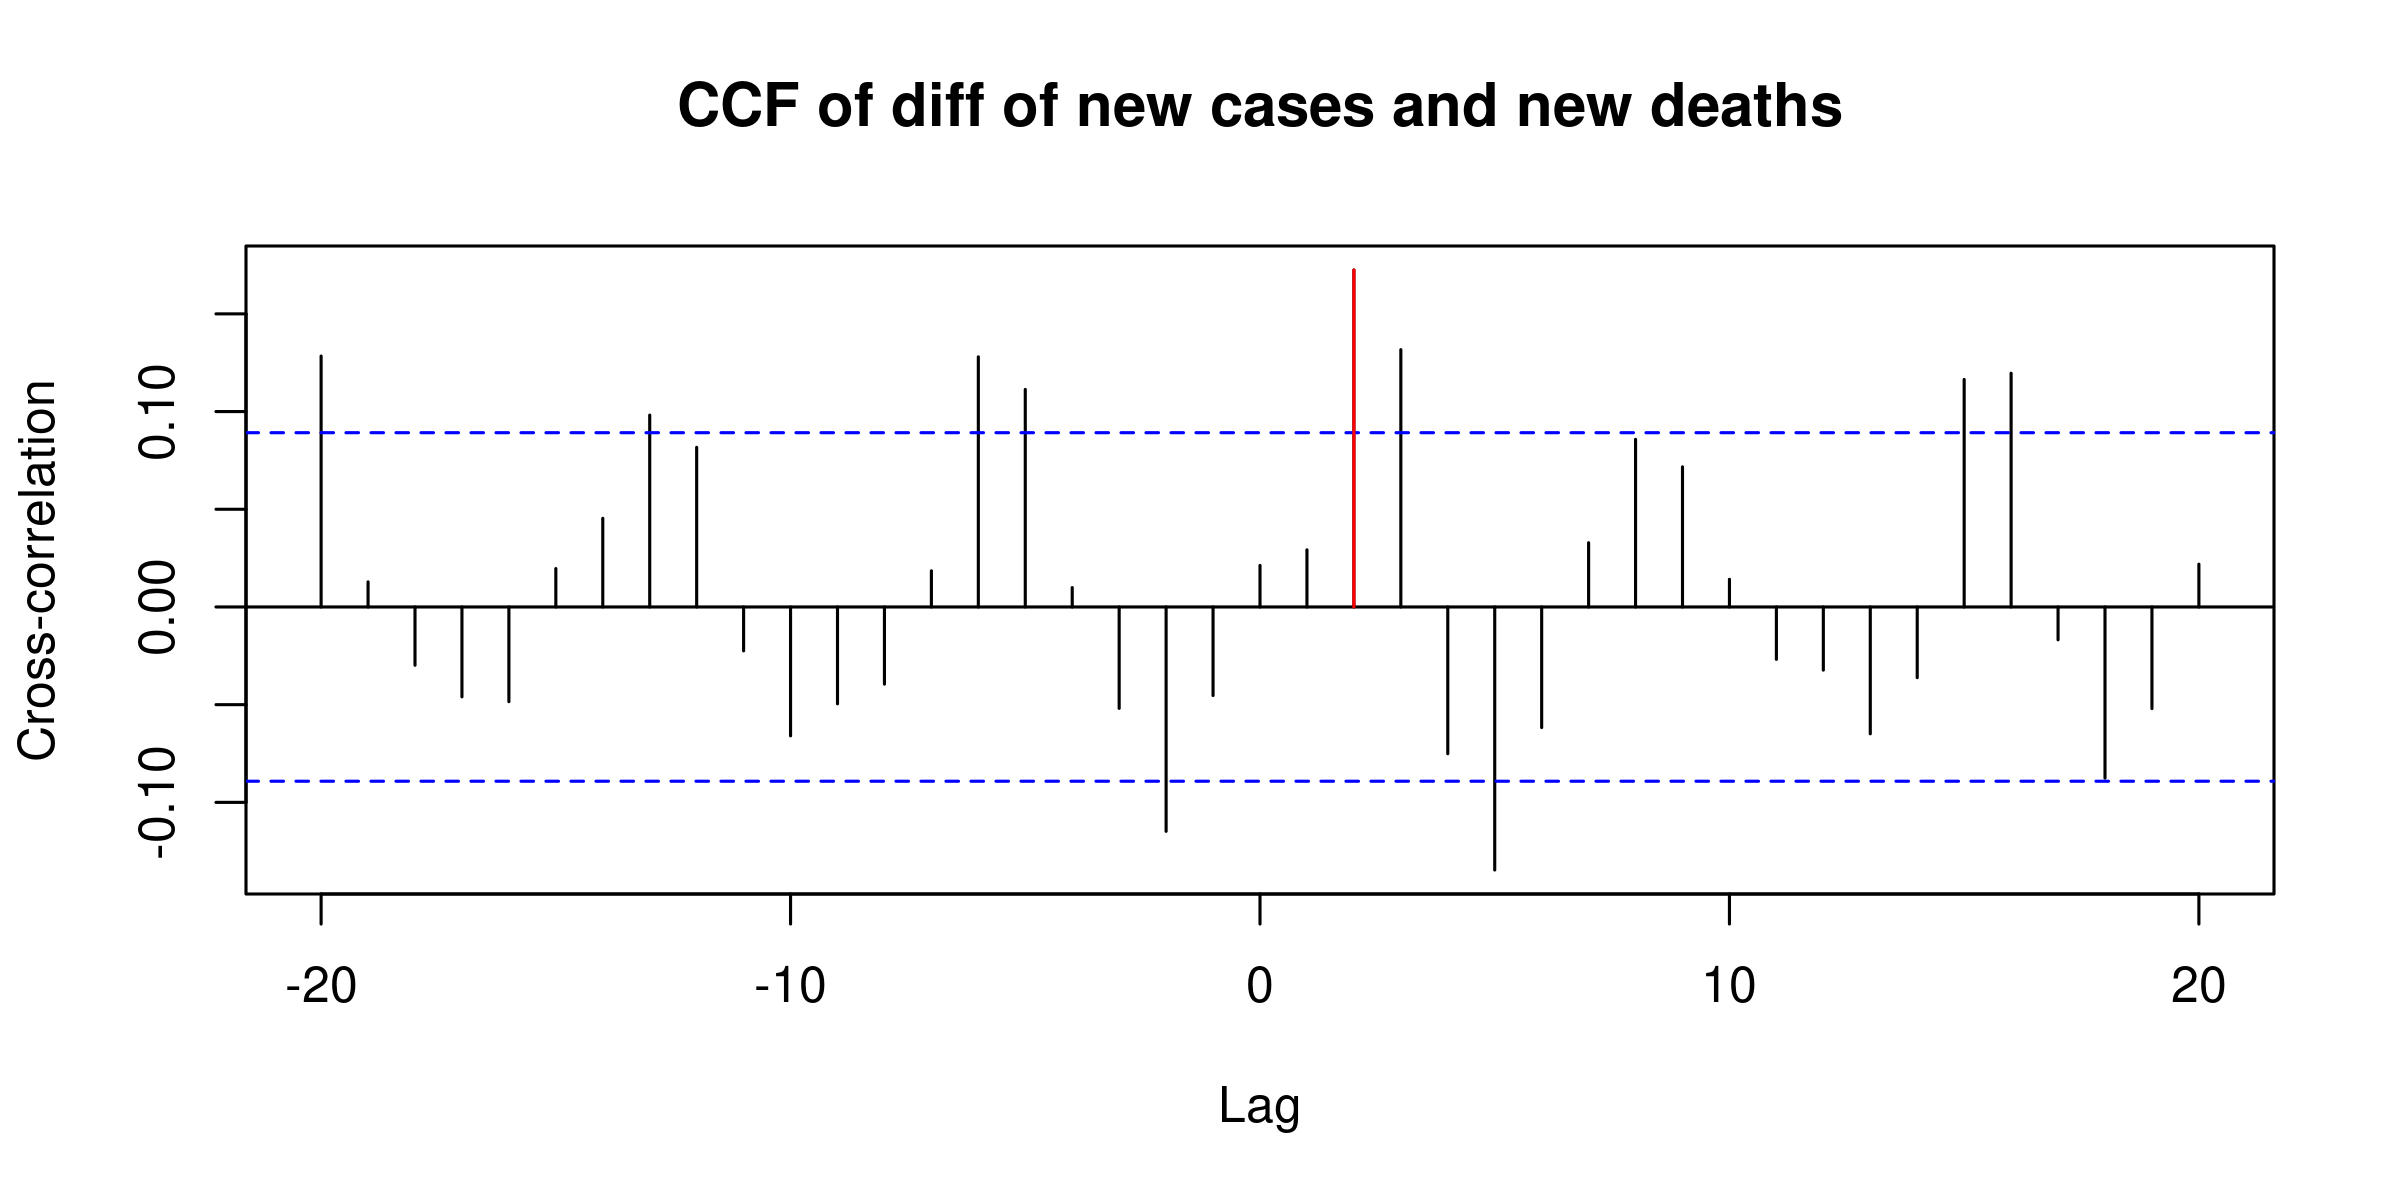 CCF of diff of new cases and new deaths
Cross-correlation
0.10
0.00
-0.10
-20 -10 0 10 20
Lag